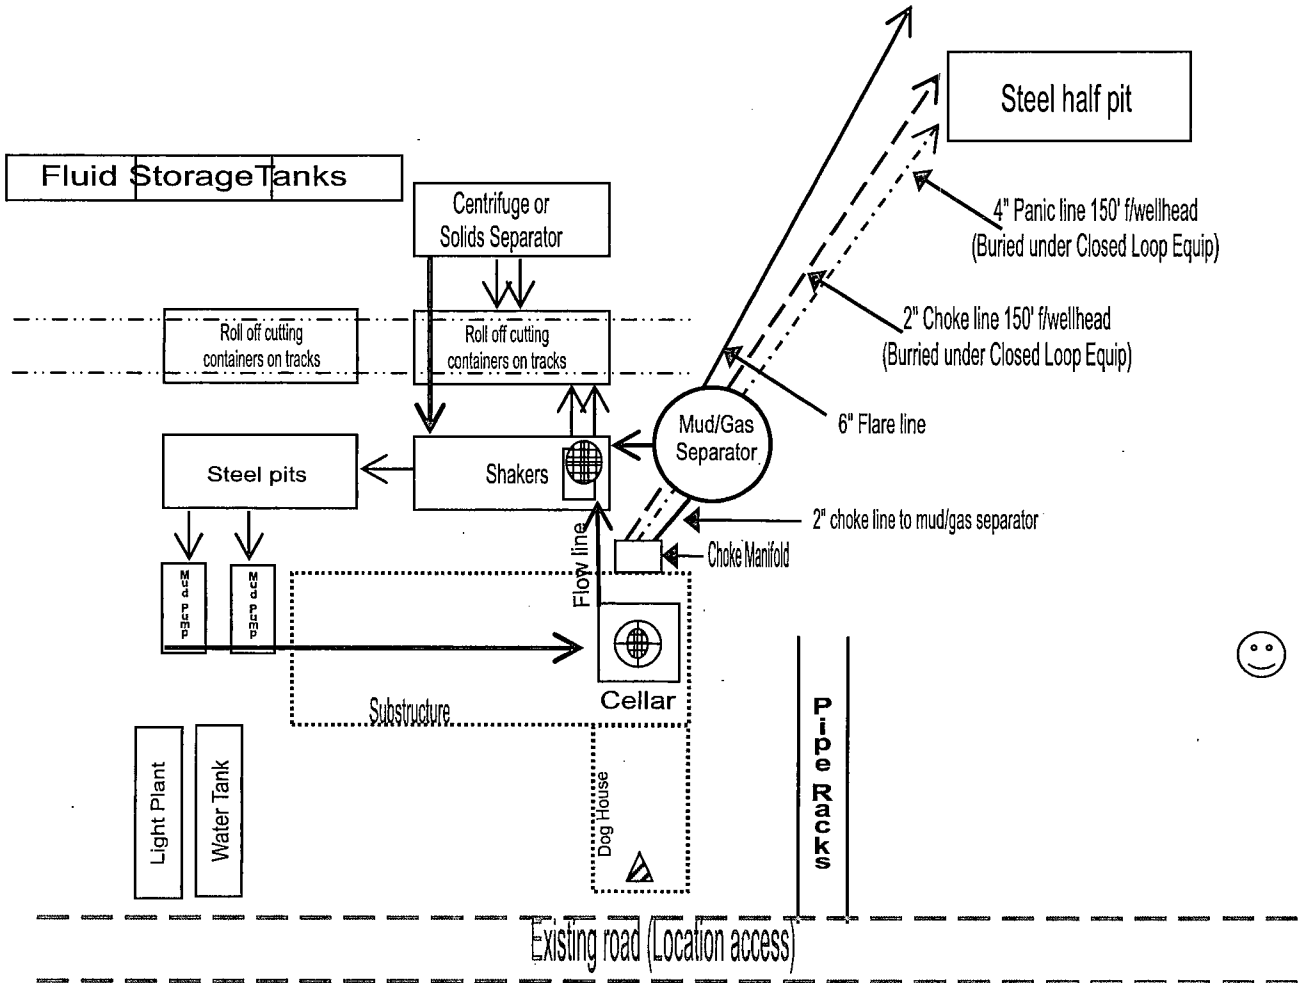 Steel half pit
Fluid StorageTanks
Centrifuge or
Solids Separator
4" Panic line 150' f/wellhead
(Buried under Closed Loop Equip)
Roll off cutting
containers on tracks
Roll off cutting
containers on tracks
2" Choke line 150' f/wellhead
(Burried under Closed Loop Equip)
6" Flare line
Mud/Gas
Separator
Steel pits
Shakers
2" choke line to mud/gas separator
Choke Manifold
Flow line
Mud pump
Mud pump
Cellar
Substructure
Pipe Racks
Light Plant
Water Tank
Dog House
Existing road (Location access)